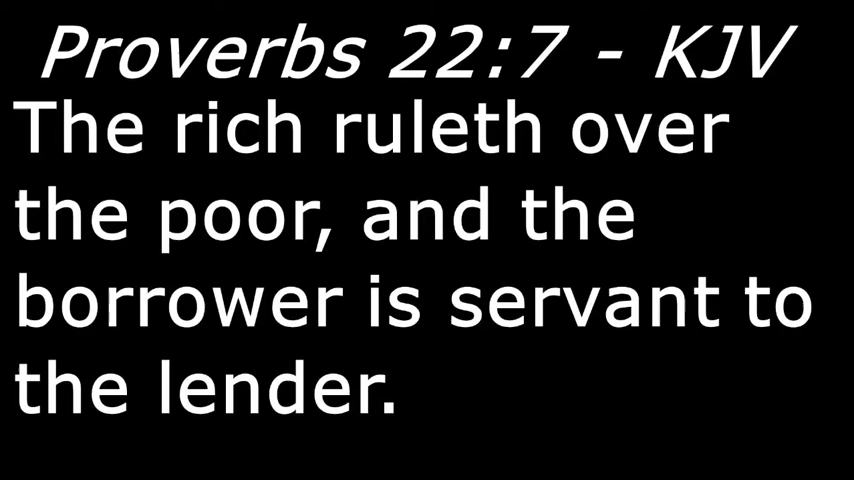 Proverbs 22:7 - KJV
The rich ruleth over
the poor, and the
borrower is servant to
the lender.